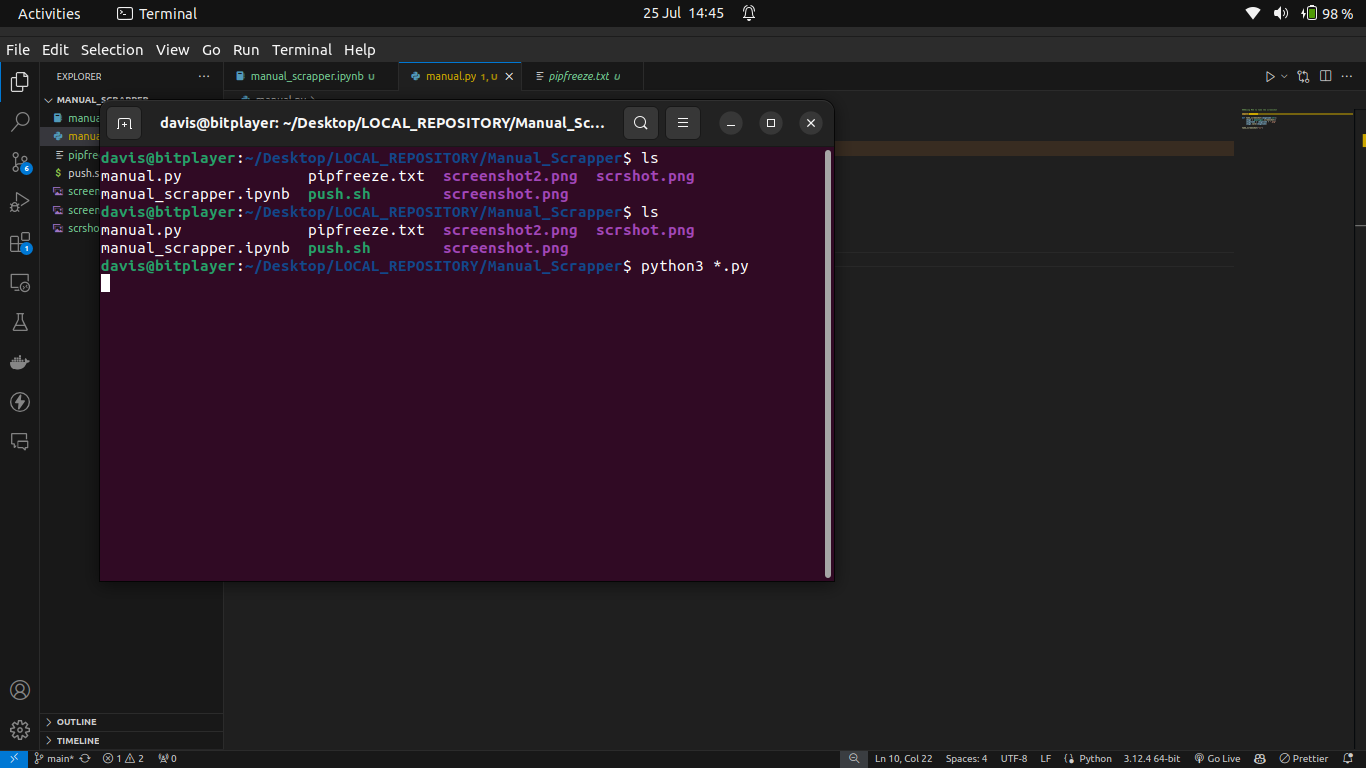 Activities Terminal 25 Jul 14:45 98 %
File Edit Selection View Go Run Terminal Help
EXPLORER ··· manual_scrapper.ipynb U manual.py 1, U pipfreeze.txt U
MANUAL_SCRAPPER
davis@bitplayer: ~/Desktop/LOCAL_REPOSITORY/Manual_Sc...
davis@bitplayer:~/Desktop/LOCAL_REPOSITORY/Manual_Scrapper$ ls
manual.py pipfreeze.txt screenshot2.png scrshot.png
manual_scrapper.ipynb push.sh screenshot.png
davis@bitplayer:~/Desktop/LOCAL_REPOSITORY/Manual_Scrapper$ ls
manual.py pipfreeze.txt screenshot2.png scrshot.png
manual_scrapper.ipynb push.sh screenshot.png
davis@bitplayer:~/Desktop/LOCAL_REPOSITORY/Manual_Scrapper$ python3 *.py
manua
manua
pipfre
$ push.s
screen
screen
scrsho
6
1
OUTLINE
TIMELINE
main* 1 2 0 Ln 10, Col 22 Spaces: 4 UTF-8 LF Python 3.12.4 64-bit Go Live Prettier